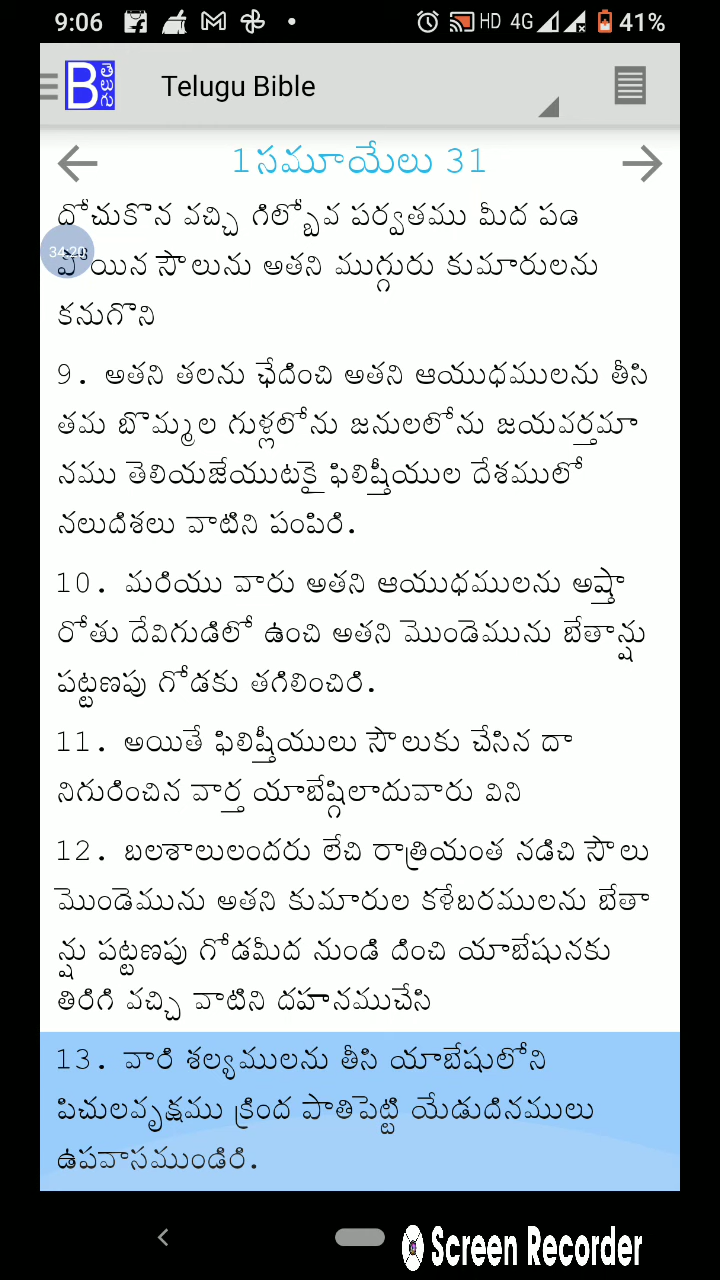 9:06 HD 4G 41%
తెలుగు
B Telugu Bible
1సమూయేలు 31
దోచుకొన వచ్చి గిల్బోవ పర్వతము మీద పడ
34:20
పోయిన సౌలును అతని ముగ్గురు కుమారులను
కనుగొని
9. అతని తలను ఛేదించి అతని ఆయుధములను తీసి
తమ బొమ్మల గుళ్లలోను జనులలోను జయవర్తమా
నము తెలియజేయుటకై ఫిలిష్తీయుల దేశములో
నలుదిశలు వాటిని పంపిరి.
10. మరియు వారు అతని ఆయుధములను అష్తా
రోతు దేవిగుడిలో ఉంచి అతని మొండెమును బేతాన్షు
పట్టణపు గోడకు తగిలించిరి.
11. అయితే ఫిలిష్తీయులు సౌలుకు చేసిన దా
నిగురించిన వార్త యాబేష్గిలాదువారు విని
12. బలశాలులందరు లేచి రాత్రియంత నడిచి సౌలు
మొండెమును అతని కుమారుల కళేబరములను బేతా
న్షు పట్టణపు గోడమీద నుండి దించి యాబేషునకు
తిరిగి వచ్చి వాటిని దహనముచేసి
13. వారి శల్యములను తీసి యాబేషులోని
పిచులవృక్షము క్రింద పాతిపెట్టి యేడుదినములు
ఉపవాసముండిరి.
Screen Recorder